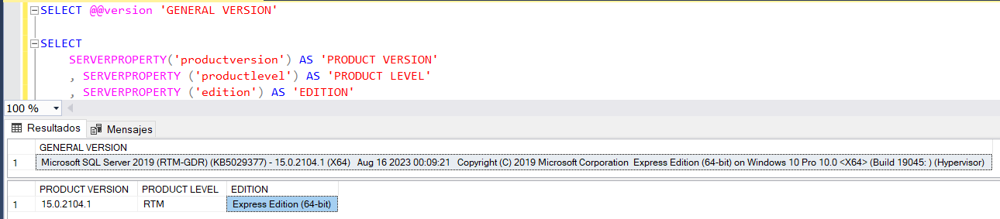 SELECT @@version 'GENERAL VERSION'
SELECT
SERVERPROPERTY('productversion') AS 'PRODUCT VERSION'
, SERVERPROPERTY ('productlevel') AS 'PRODUCT LEVEL'
, SERVERPROPERTY ('edition') AS 'EDITION'
100 %
Resultados Mensajes
GENERAL VERSION
1 Microsoft SQL Server 2019 (RTM-GDR) (KB5029377) - 15.0.2104.1 (X64) Aug 16 2023 00:09:21 Copyright (C) 2019 Microsoft Corporation Express Edition (64-bit) on Windows 10 Pro 10.0 <X64> (Build 19045: ) (Hypervisor)
PRODUCT VERSION PRODUCT LEVEL EDITION
1 15.0.2104.1 RTM Express Edition (64-bit)